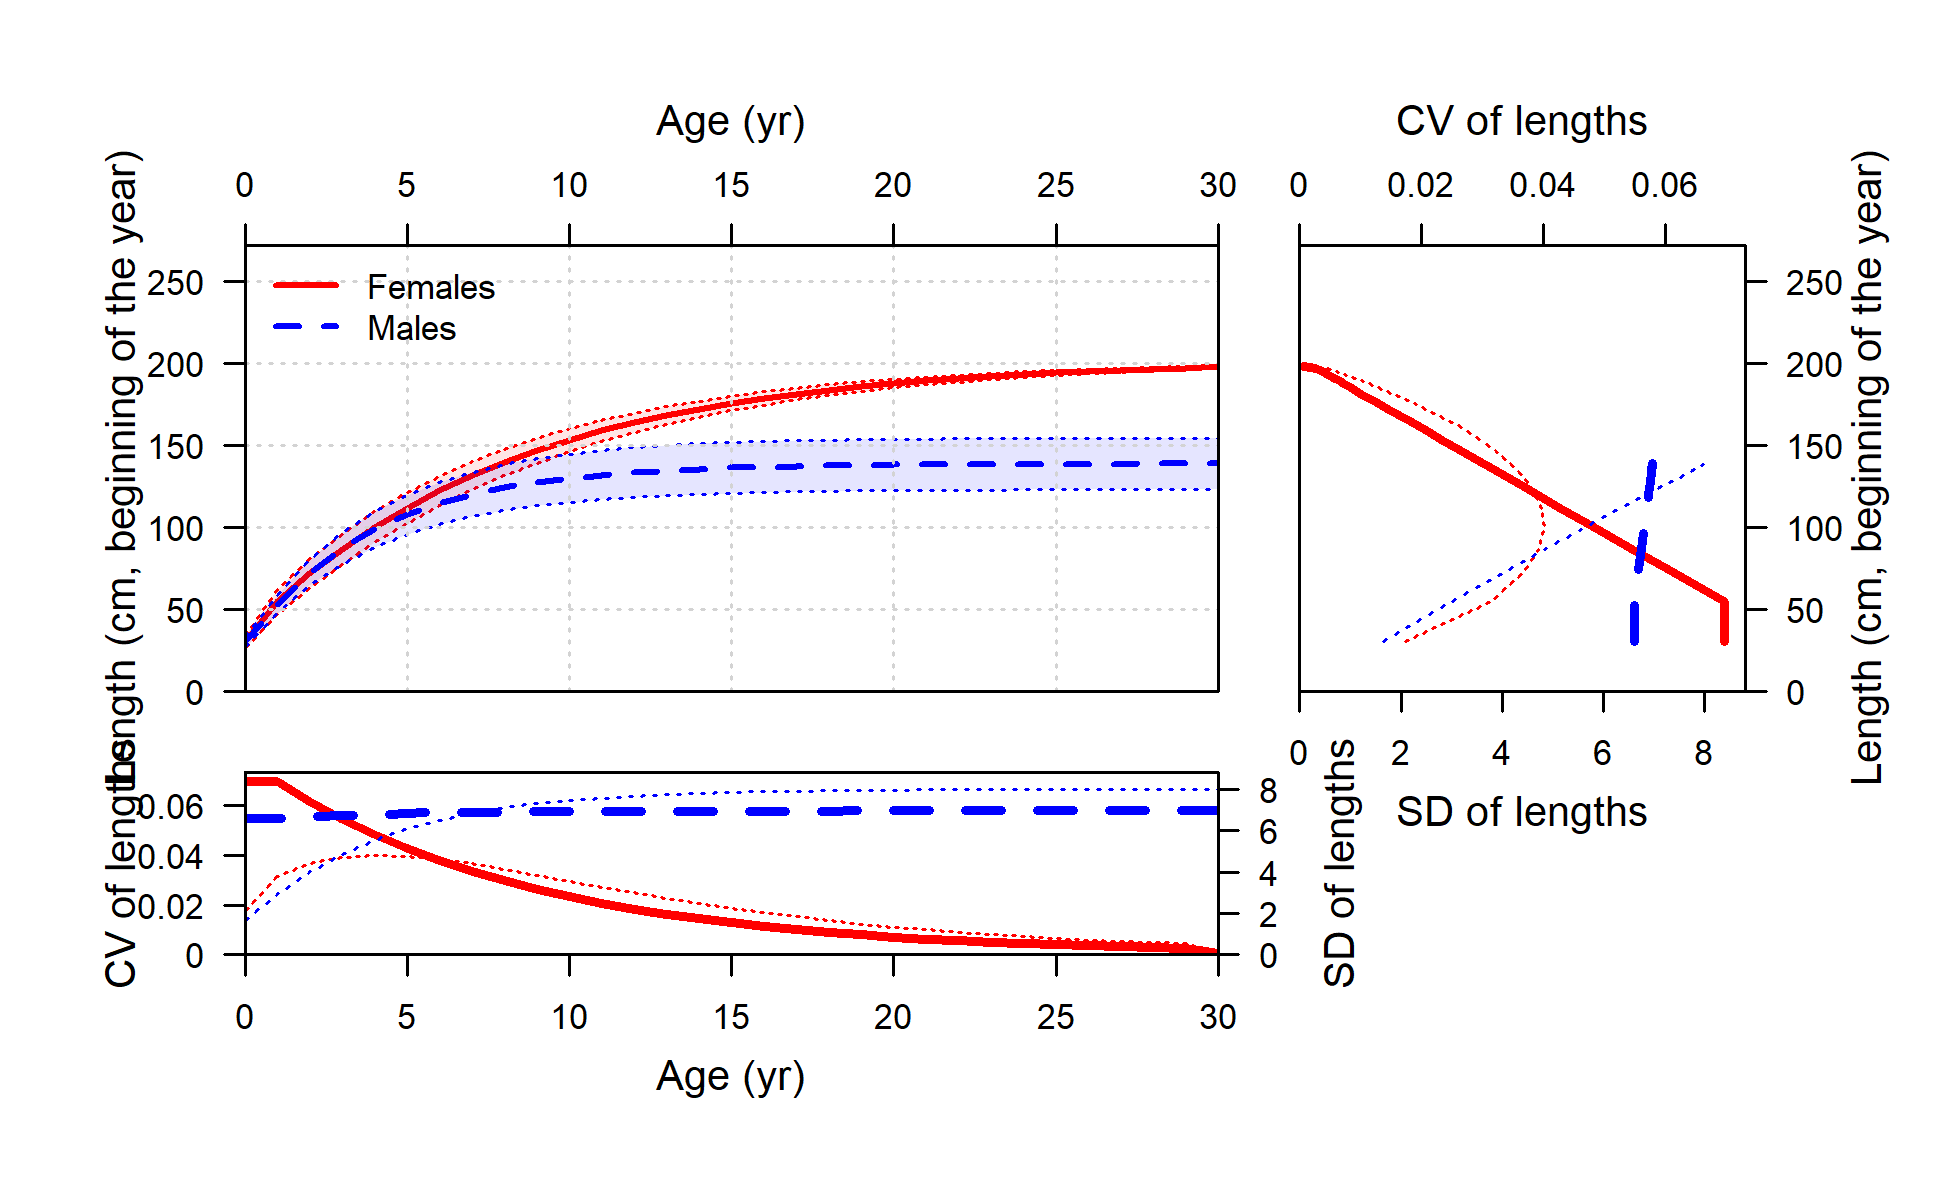 Age (yr)
CV of lengths
0 5 10 15 20 25 30
0 0.02 0.04 0.06
Length (cm, beginning of the year)
250
200
150
100
50
0
Females
Males
250
200
150
100
50
0
Length (cm, beginning of the year)
0 2 4 6 8
SD of lengths
CV of lengths
0.06
0.04
0.02
0
8
6
4
2
0
SD of lengths
0 5 10 15 20 25 30
Age (yr)